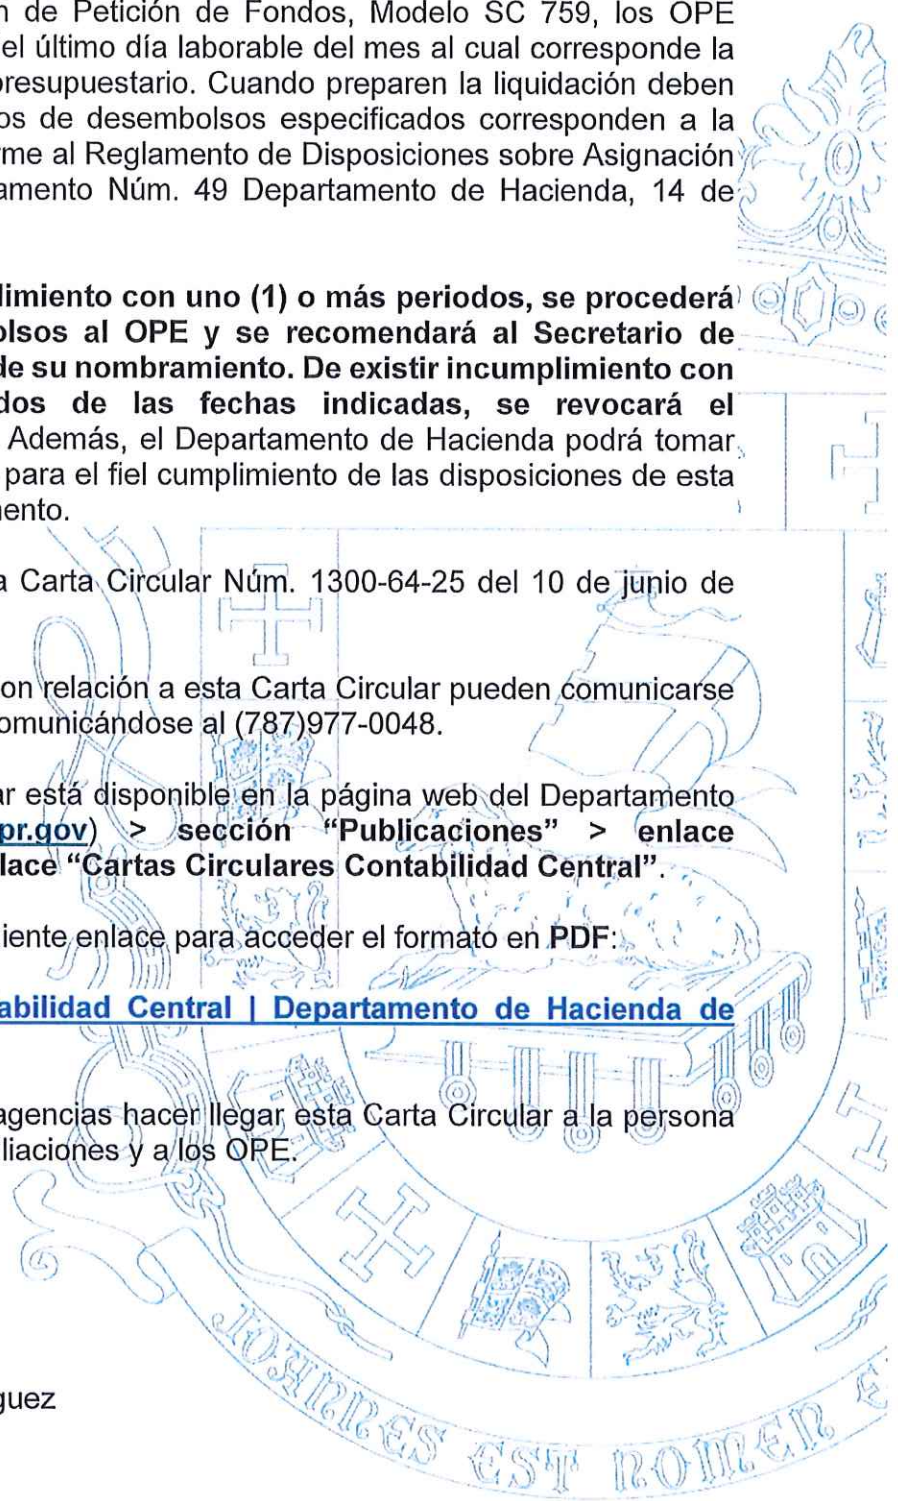 n de Petición de Fondos, Modelo SC 759, los OPE
el último día laborable del mes al cual corresponde la
presupuestario. Cuando preparen la liquidación deben
os de desembolsos especificados corresponden a la
rme al Reglamento de Disposiciones sobre Asignación
amento Núm. 49 Departamento de Hacienda, 14 de
limiento con uno (1) o más periodos, se procederá
olsos al OPE y se recomendará al Secretario de
de su nombramiento. De existir incumplimiento con
dos de las fechas indicadas, se revocará el
Además, el Departamento de Hacienda podrá tomar
para el fiel cumplimiento de las disposiciones de esta
mento.
a Carta Circular Núm. 1300-64-25 del 10 de junio de
on relación a esta Carta Circular pueden comunicarse
omunicándose al (787)977-0048.
ar está disponible en la página web del Departamento
pr.gov) > sección “Publicaciones” > enlace
lace “Cartas Circulares Contabilidad Central”.
iente enlace para acceder el formato en PDF:
abilidad Central | Departamento de Hacienda de
agencias hacer llegar esta Carta Circular a la persona
liaciones y a los OPE.
guez
JOANNES EST NOMEN E